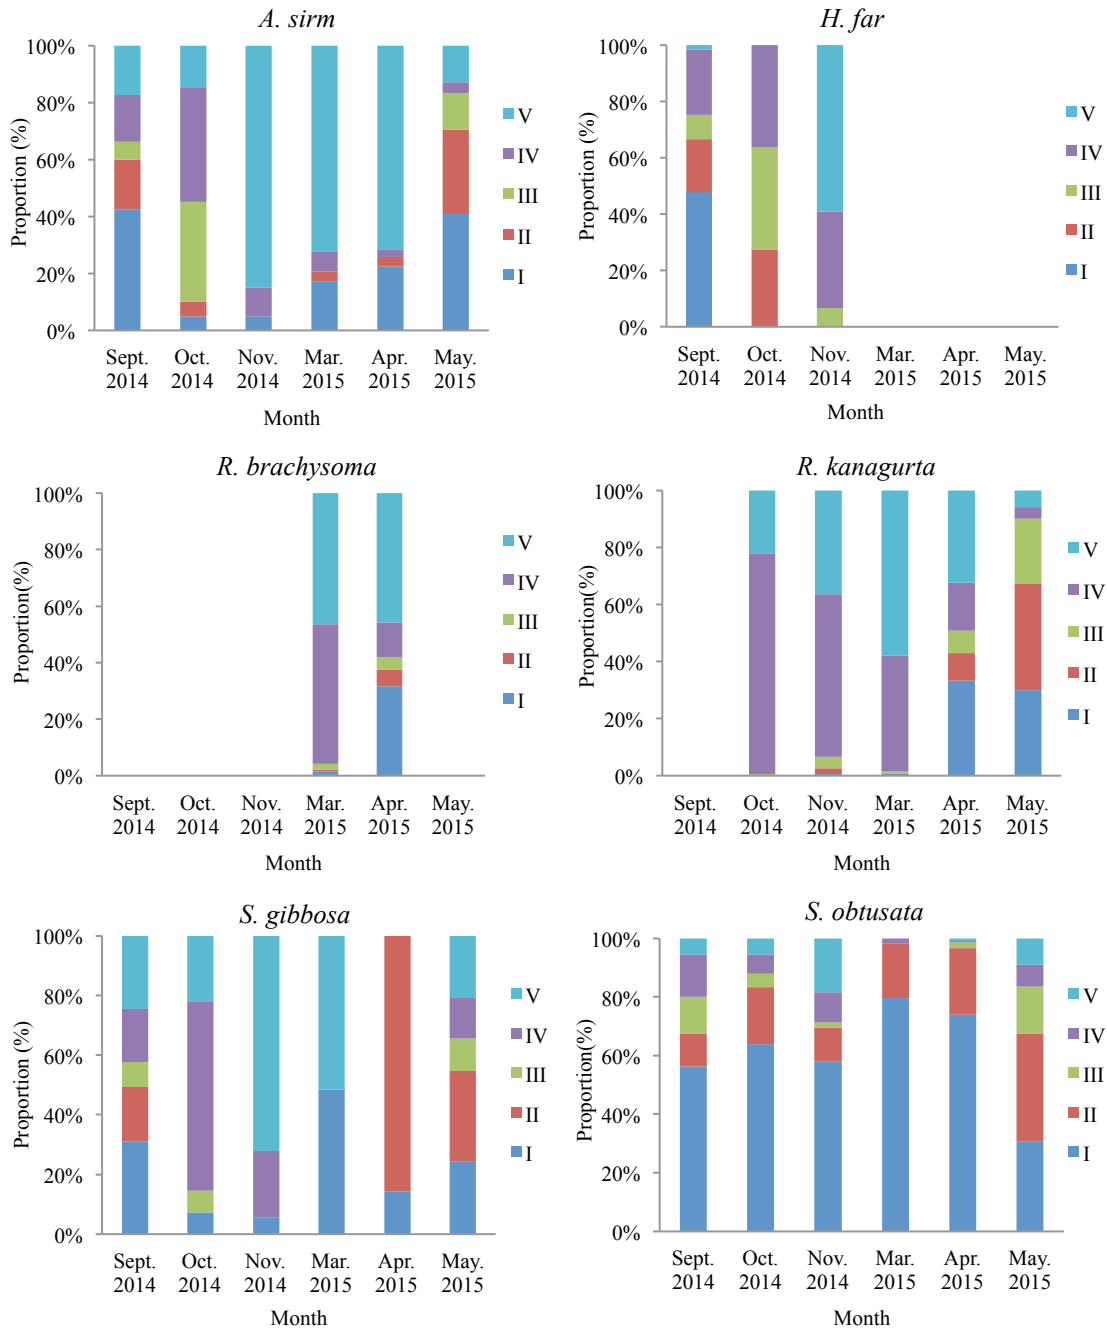 A. sirm
100%
80%
60%
40%
20%
0%
Proportion (%)
V
IV
III
II
I
Sept. Oct. Nov. Mar. Apr. May.
2014 2014 2014 2015 2015 2015
Month
H. far
100%
80%
60%
40%
20%
0%
Proportion (%)
V
IV
III
II
I
Sept. Oct. Nov. Mar. Apr. May.
2014 2014 2014 2015 2015 2015
Month
R. brachysoma
100%
80%
60%
40%
20%
0%
Proportion(%)
V
IV
III
II
I
Sept. Oct. Nov. Mar. Apr. May.
2014 2014 2014 2015 2015 2015
Month
R. kanagurta
100%
80%
60%
40%
20%
0%
Proportion(%)
V
IV
III
II
I
Sept. Oct. Nov. Mar. Apr. May.
2014 2014 2014 2015 2015 2015
Month
S. gibbosa
100%
80%
60%
40%
20%
0%
Proportion (%)
V
IV
III
II
I
Sept. Oct. Nov. Mar. Apr. May.
2014 2014 2014 2015 2015 2015
Month
S. obtusata
100%
80%
60%
40%
20%
0%
Proportion(%)
V
IV
III
II
I
Sept. Oct. Nov. Mar. Apr. May.
2014 2014 2014 2015 2015 2015
Month